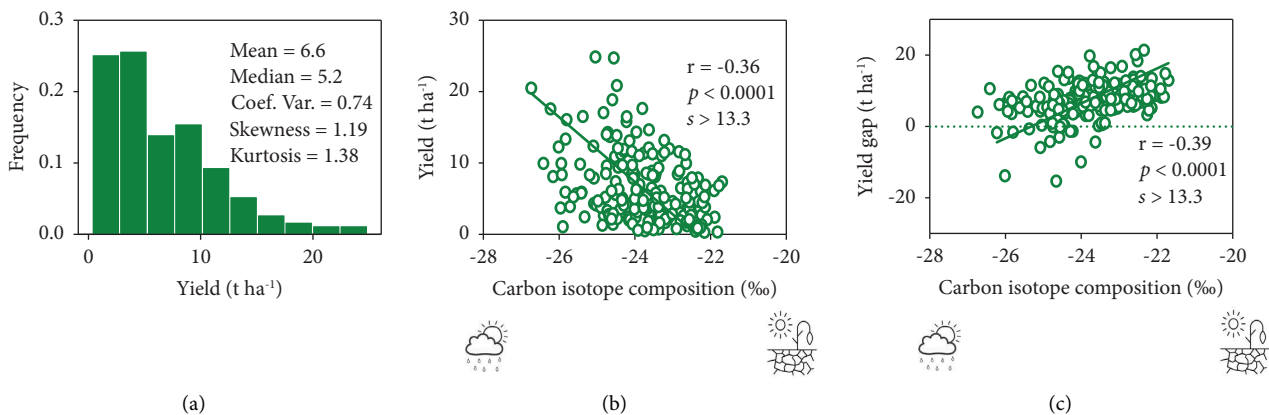 0.3
0.2
0.1
0.0
Frequency
Mean = 6.6
Median = 5.2
Coef. Var. = 0.74
Skewness = 1.19
Kurtosis = 1.38
0
10
20
Yield (t ha⁻¹)
(a)
30
20
10
0
Yield (t ha⁻¹)
r = -0.36
p < 0.0001
s > 13.3
-28
-26
-24
-22
-20
Carbon isotope composition (‰)
(b)
20
0
-20
Yield gap (t ha⁻¹)
r = -0.39
p < 0.0001
s > 13.3
-28
-26
-24
-22
-20
Carbon isotope composition (‰)
(c)